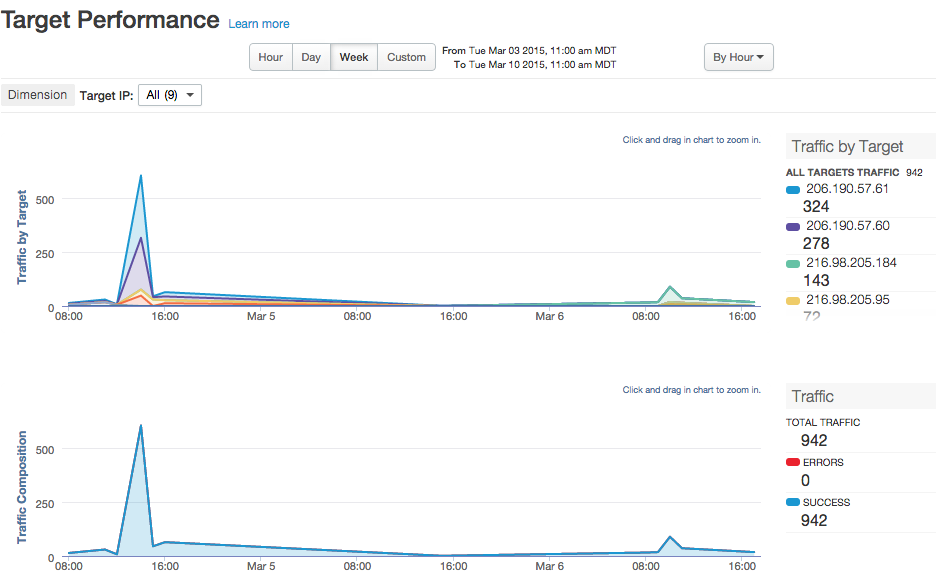 Target Performance Learn more
Hour Day Week Custom From Tue Mar 03 2015, 11:00 am MDT By Hour
To Tue Mar 10 2015, 11:00 am MDT
Dimension Target IP: All (9)
Click and drag in chart to zoom in.
Traffic by Target
500
250
0
08:00 16:00 Mar 5 08:00 16:00 Mar 6 08:00 16:00
Traffic by Target
ALL TARGETS TRAFFIC 942
206.190.57.61
324
206.190.57.60
278
216.98.205.184
143
216.98.205.95
72
Click and drag in chart to zoom in.
Traffic Composition
500
250
0
08:00 16:00 Mar 5 08:00 16:00 Mar 6 08:00 16:00
Traffic
TOTAL TRAFFIC
942
ERRORS
0
SUCCESS
942